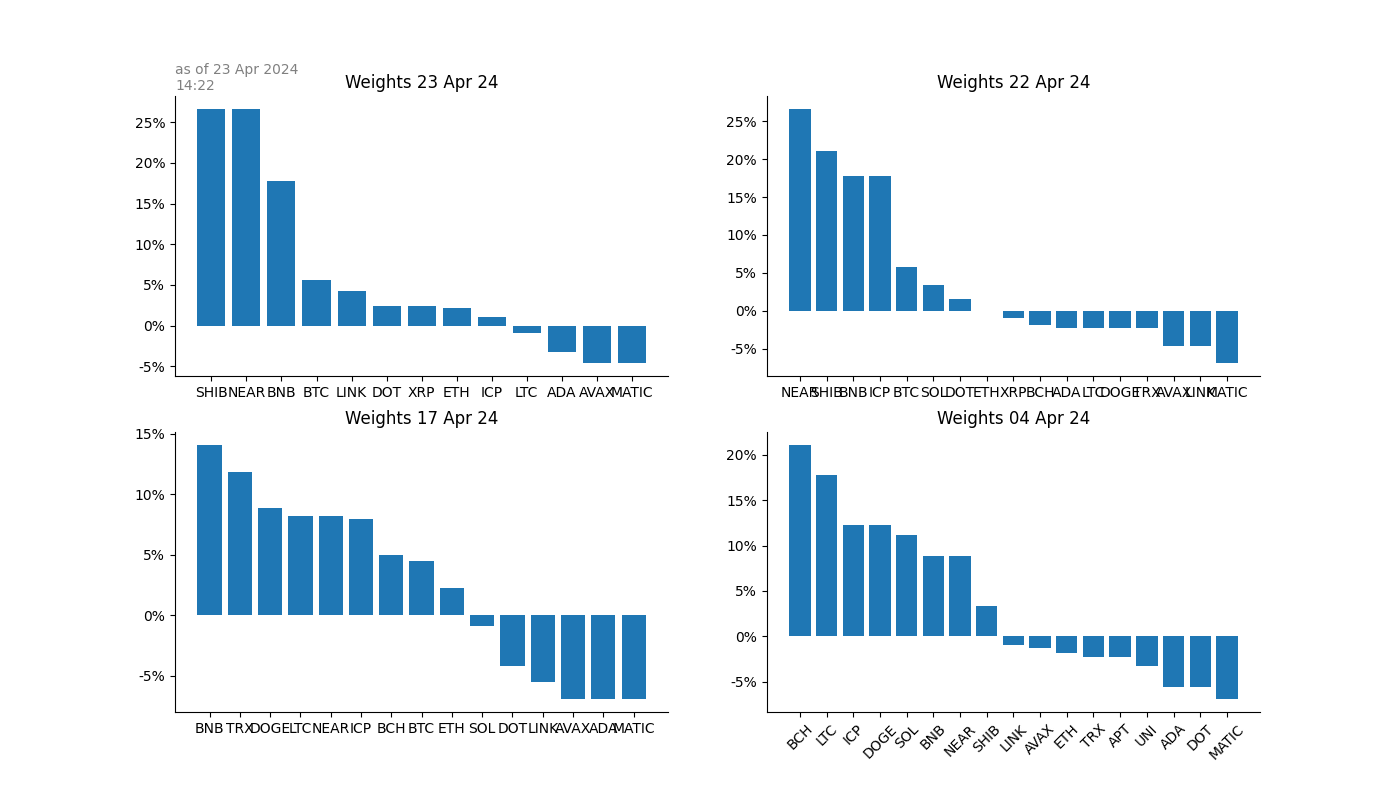 as of 23 Apr 2024
14:22
Weights 23 Apr 24
25%
20%
15%
10%
5%
0%
-5%
SHIB NEAR BNB BTC LINK DOT XRP ETH ICP LTC ADA AVAX MATIC
Weights 22 Apr 24
25%
20%
15%
10%
5%
0%
-5%
NEAR SHIB BNB ICP BTC SOL DOT ETH XRP BCH ADA LTC DOGE TRX AVAX LINK MATIC
Weights 17 Apr 24
15%
10%
5%
0%
-5%
BNB TRX DOGE LTC NEAR ICP BCH BTC ETH SOL DOT LINK AVAX ADA MATIC
Weights 04 Apr 24
20%
15%
10%
5%
0%
-5%
BCH LTC ICP DOGE SOL BNB NEAR SHIB LINK AVAX ETH TRX APT UNI ADA DOT MATIC